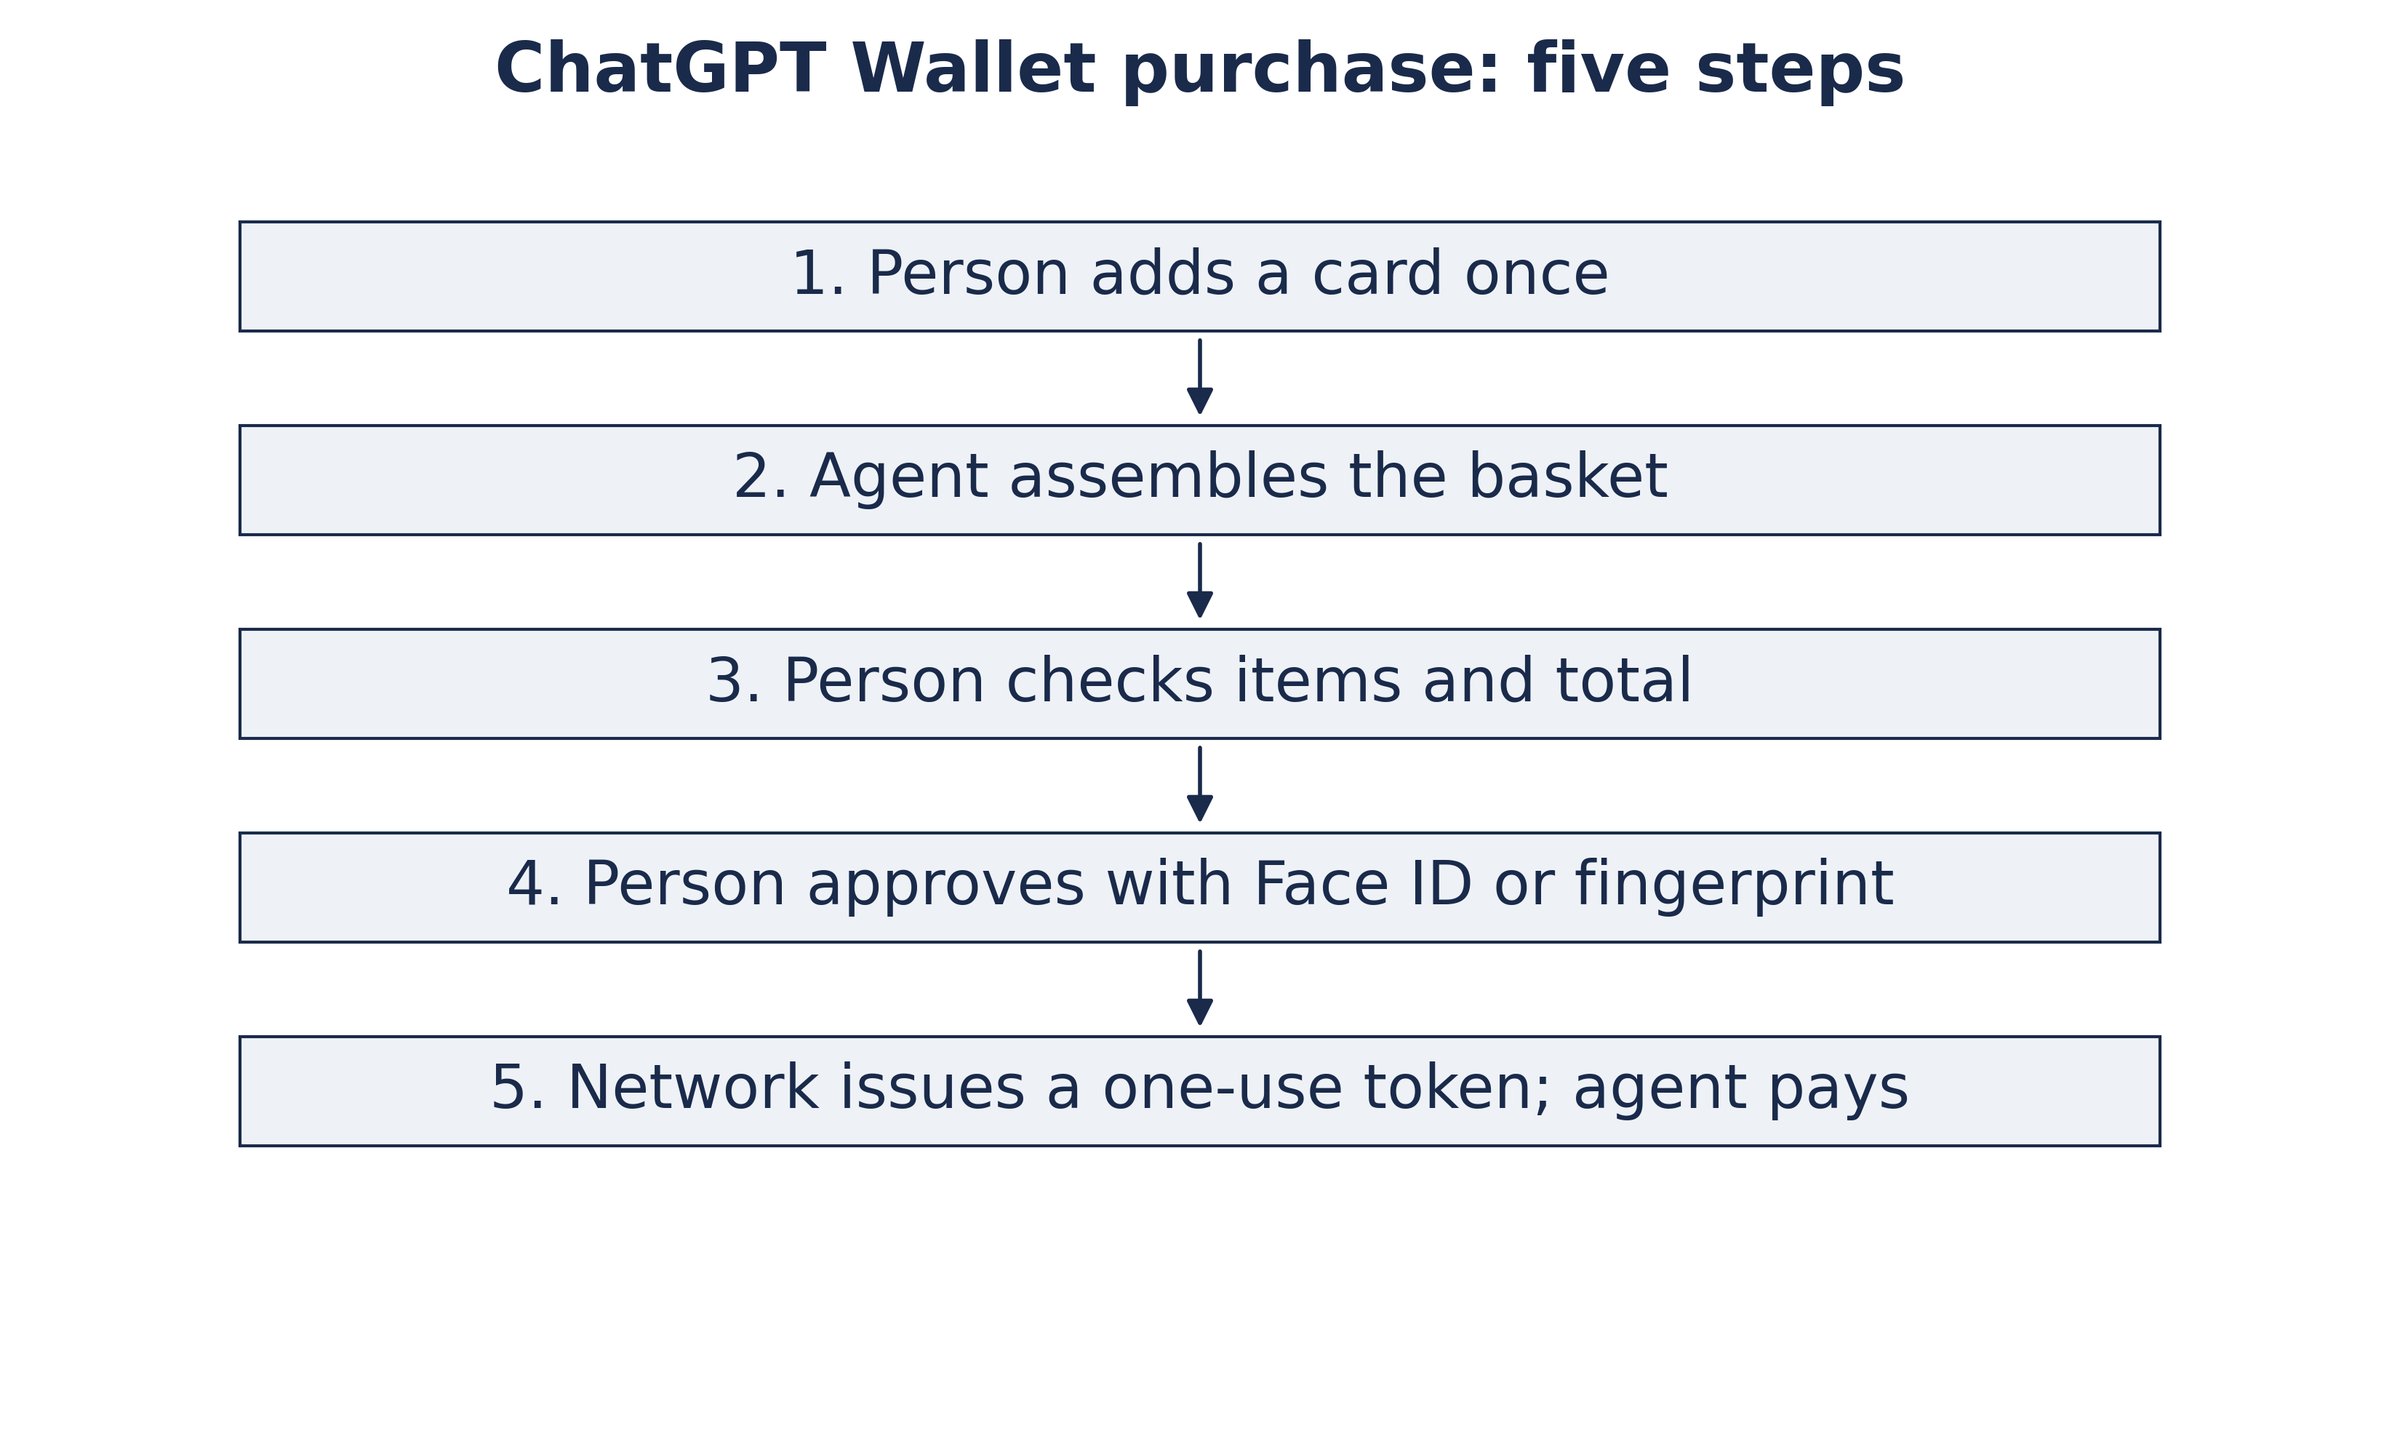 ChatGPT Wallet purchase: five steps
1. Person adds a card once
2. Agent assembles the basket
3. Person checks items and total
4. Person approves with Face ID or fingerprint
5. Network issues a one-use token; agent pays